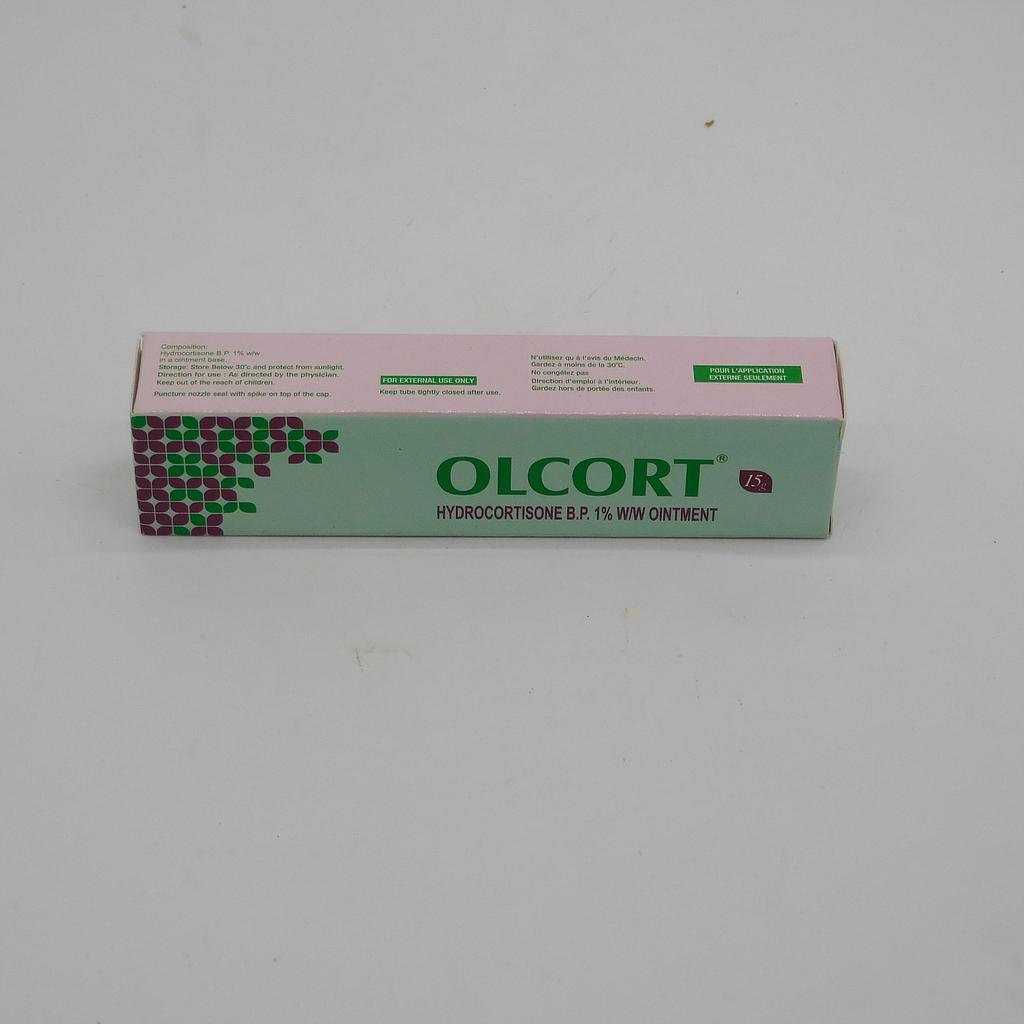 Composition:
Hydrocortisone B.P. 1% w/w
in a ointment base.
Storage: Store Below 30°c and protect from sunlight.
Direction for use : As directed by the physician.
Keep out of the reach of children.
Puncture nozzle seal with spike on top of the cap.
FOR EXTERNAL USE ONLY
Keep tube tightly closed after use.
N'utilisez qu à l'avis du Médecin.
Gardez à moins de la 30°C.
No congélez pas
Direction d'emploi à l'intérieur.
Gardez hors de portée des enfants.
POUR L'APPLICATION
EXTERNE SEULEMENT
OLCORT®
15g
HYDROCORTISONE B.P. 1% W/W OINTMENT